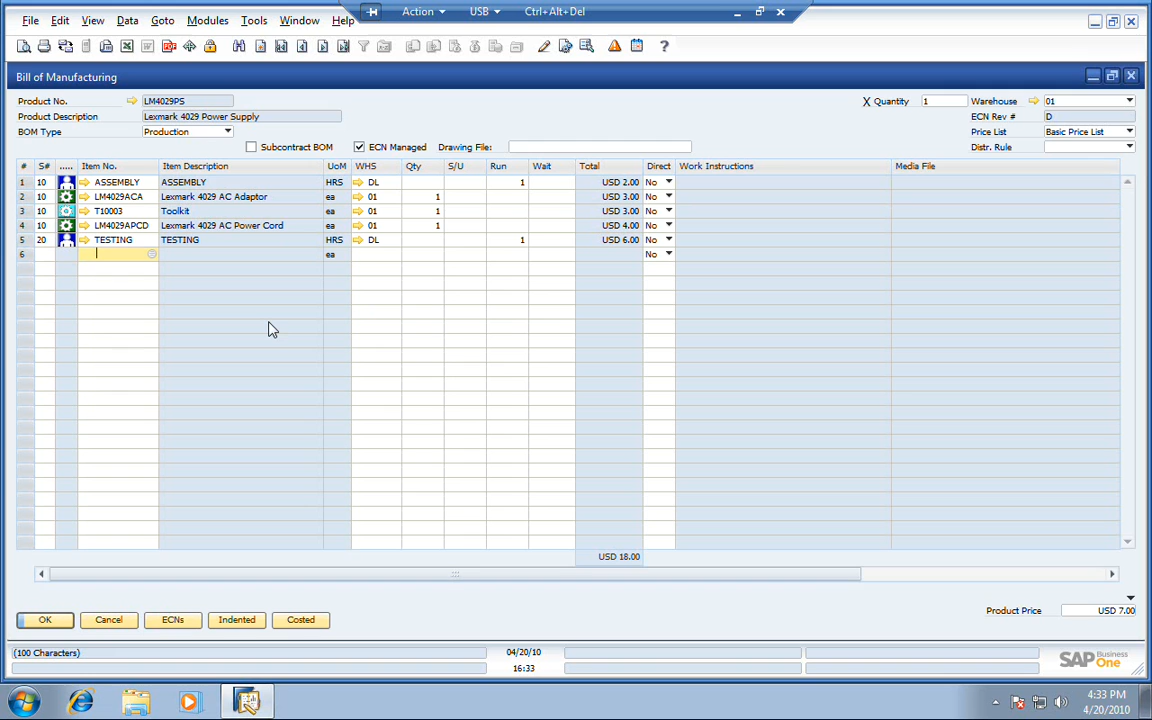 Action USB Ctrl+Alt+Del
File Edit View Data Goto Modules Tools Window Help
Bill of Manufacturing
Product No. LM4029PS X Quantity 1 Warehouse 01
Product Description Lexmark 4029 Power Supply ECN Rev # D
BOM Type Production Price List Basic Price List
Subcontract BOM ECN Managed Drawing File: Distr. Rule
# S# ..... Item No. Item Description UoM WHS Qty S/U Run Wait Total Direct Work Instructions Media File
1 10 ASSEMBLY ASSEMBLY HRS DL 1 USD 2.00 No
2 10 LM4029ACA Lexmark 4029 AC Adaptor ea 01 1 USD 3.00 No
3 10 T10003 Toolkit ea 01 1 USD 3.00 No
4 10 LM4029APCD Lexmark 4029 AC Power Cord ea 01 1 USD 4.00 No
5 20 TESTING TESTING HRS DL 1 USD 6.00 No
6 ea No
USD 18.00
Product Price USD 7.00
OK Cancel ECNs Indented Costed
(100 Characters) 04/20/10
16:33
SAP Business One
4:33 PM
4/20/2010